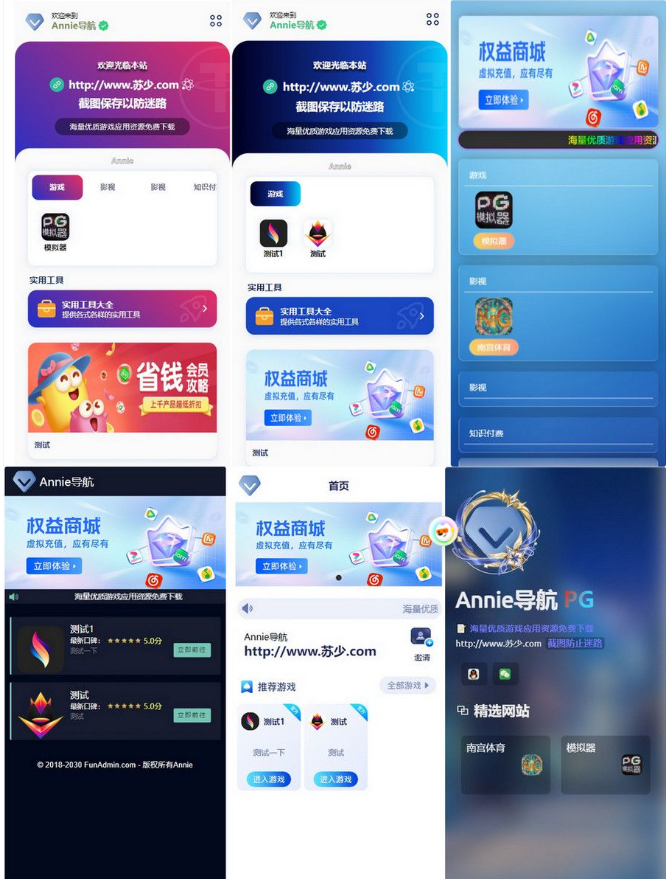 欢迎来到
Annie导航
欢迎光临本站
http://www.苏少.com
截图保存以防迷路
海量优质游戏应用资源免费下载
Annie
游戏
影视
影视
知识付
PG
模拟器
模拟器
实用工具
实用工具大全
提供各式各样的实用工具
省钱
会员
攻略
上千产品超低折扣
测试
欢迎来到
Annie导航
欢迎光临本站
http://www.苏少.com
截图保存以防迷路
海量优质游戏应用资源免费下载
Annie
游戏
测试1
测试
实用工具
实用工具大全
提供各式各样的实用工具
权益商城
虚拟充值，应有尽有
立即体验
测试
权益商城
虚拟充值，应有尽有
立即体验
海量优质游戏应用资
游戏
PG
模拟器
模拟器
影视
NG
南宫体育
影视
知识付费
Annie导航
权益商城
虚拟充值，应有尽有
立即体验
海量优质游戏应用资源免费下载
测试1
最新口碑： ★★★★★ 5.0分
测试一下
立即前往
测试
最新口碑： ★★★★★ 5.0分
测试
立即前往
© 2018-2030 FunAdmin.com - 版权所有Annie
首页
权益商城
虚拟充值，应有尽有
立即体验
海量优质
Annie导航
http://www.苏少.com
邀请
推荐游戏
全部游戏
测试1
测试一下
进入游戏
测试
测试
进入游戏
Annie导航 PG
海量优质游戏应用资源免费下载
http://www.苏少.com 截图防止迷路
精选网站
南宫体育
NG
模拟器
PG
模拟器